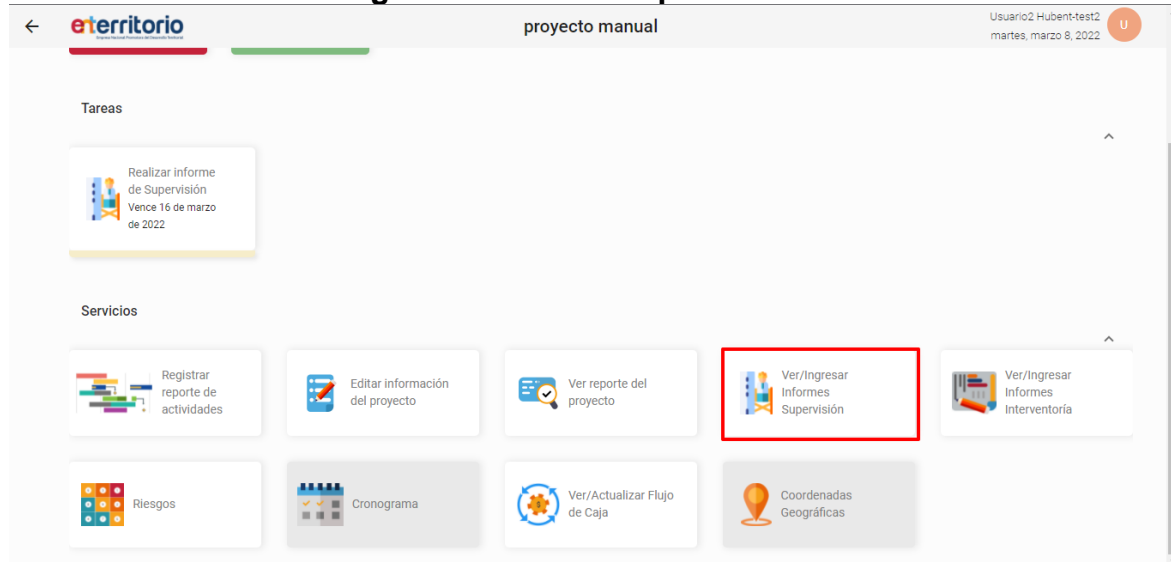 eterritorio
proyecto manual
Usuario2 Hubent-test2
martes, marzo 8, 2022
U
Tareas
Realizar informe
de Supervisión
Vence 16 de marzo
de 2022
Servicios
Registrar
reporte de
actividades
Editar información
del proyecto
Ver reporte del
proyecto
Ver/Ingresar
Informes
Supervisión
Ver/Ingresar
Informes
Interventoría
Riesgos
Cronograma
Ver/Actualizar Flujo
de Caja
Coordenadas
Geográficas